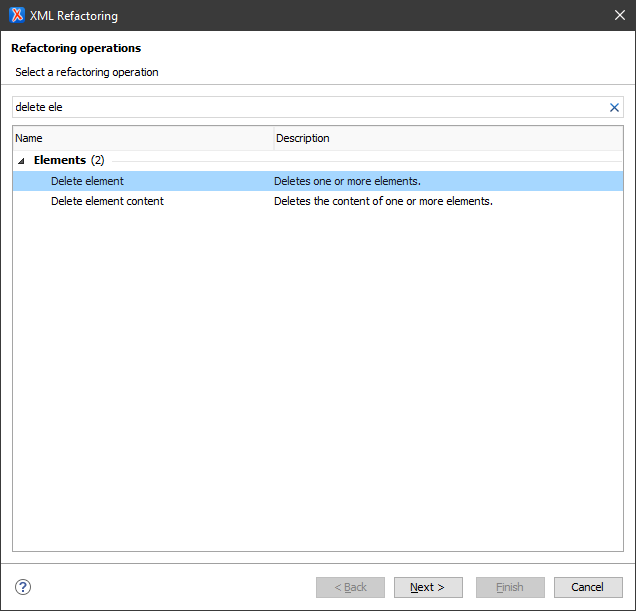 XML Refactoring
Refactoring operations
Select a refactoring operation
delete ele
Name Description
Elements (2)
Delete element Deletes one or more elements.
Delete element content Deletes the content of one or more elements.
? < Back Next > Finish Cancel